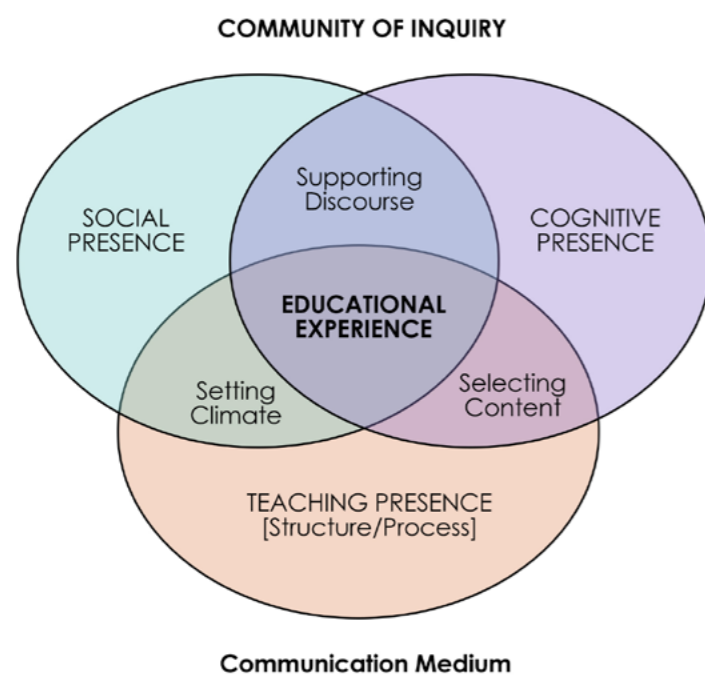 COMMUNITY OF INQUIRY
Supporting
Discourse
SOCIAL
PRESENCE
COGNITIVE
PRESENCE
EDUCATIONAL
EXPERIENCE
Setting
Climate
Selecting
Content
TEACHING PRESENCE
[Structure/Process]
Communication Medium